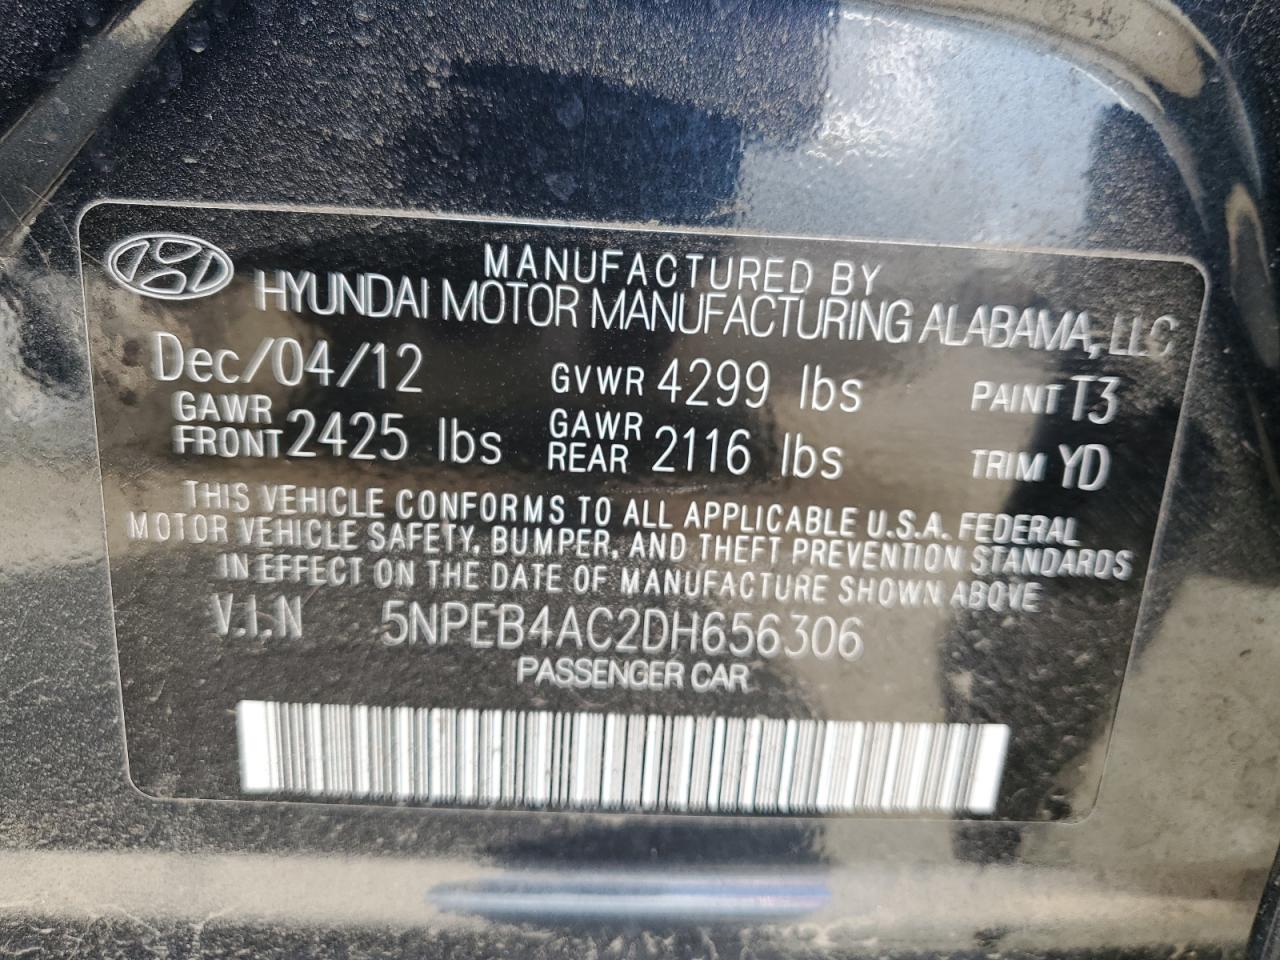 MANUFACTURED BY
HYUNDAI MOTOR MANUFACTURING ALABAMA, LLC
Dec/04/12 GVWR 4299 lbs PAINT T3
GAWR FRONT 2425 lbs GAWR REAR 2116 lbs TRIM YD
THIS VEHICLE CONFORMS TO ALL APPLICABLE U.S.A. FEDERAL
MOTOR VEHICLE SAFETY, BUMPER, AND THEFT PREVENTION STANDARDS
IN EFFECT ON THE DATE OF MANUFACTURE SHOWN ABOVE
V.I.N 5NPEB4AC2DH656306
PASSENGER CAR